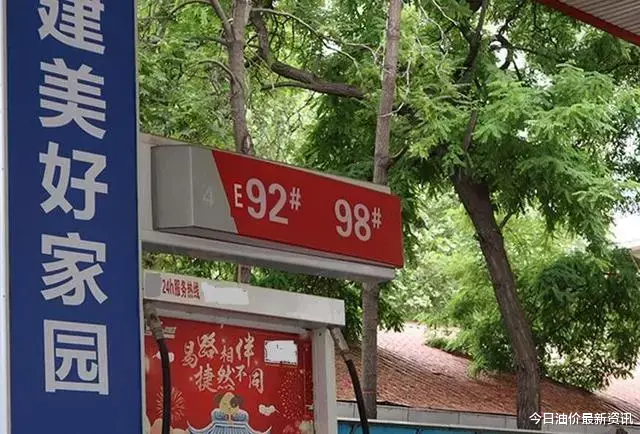 建美好家园
4
E92# 98#
24h服务热线
易路相伴
捷然不同
今日油价最新资讯